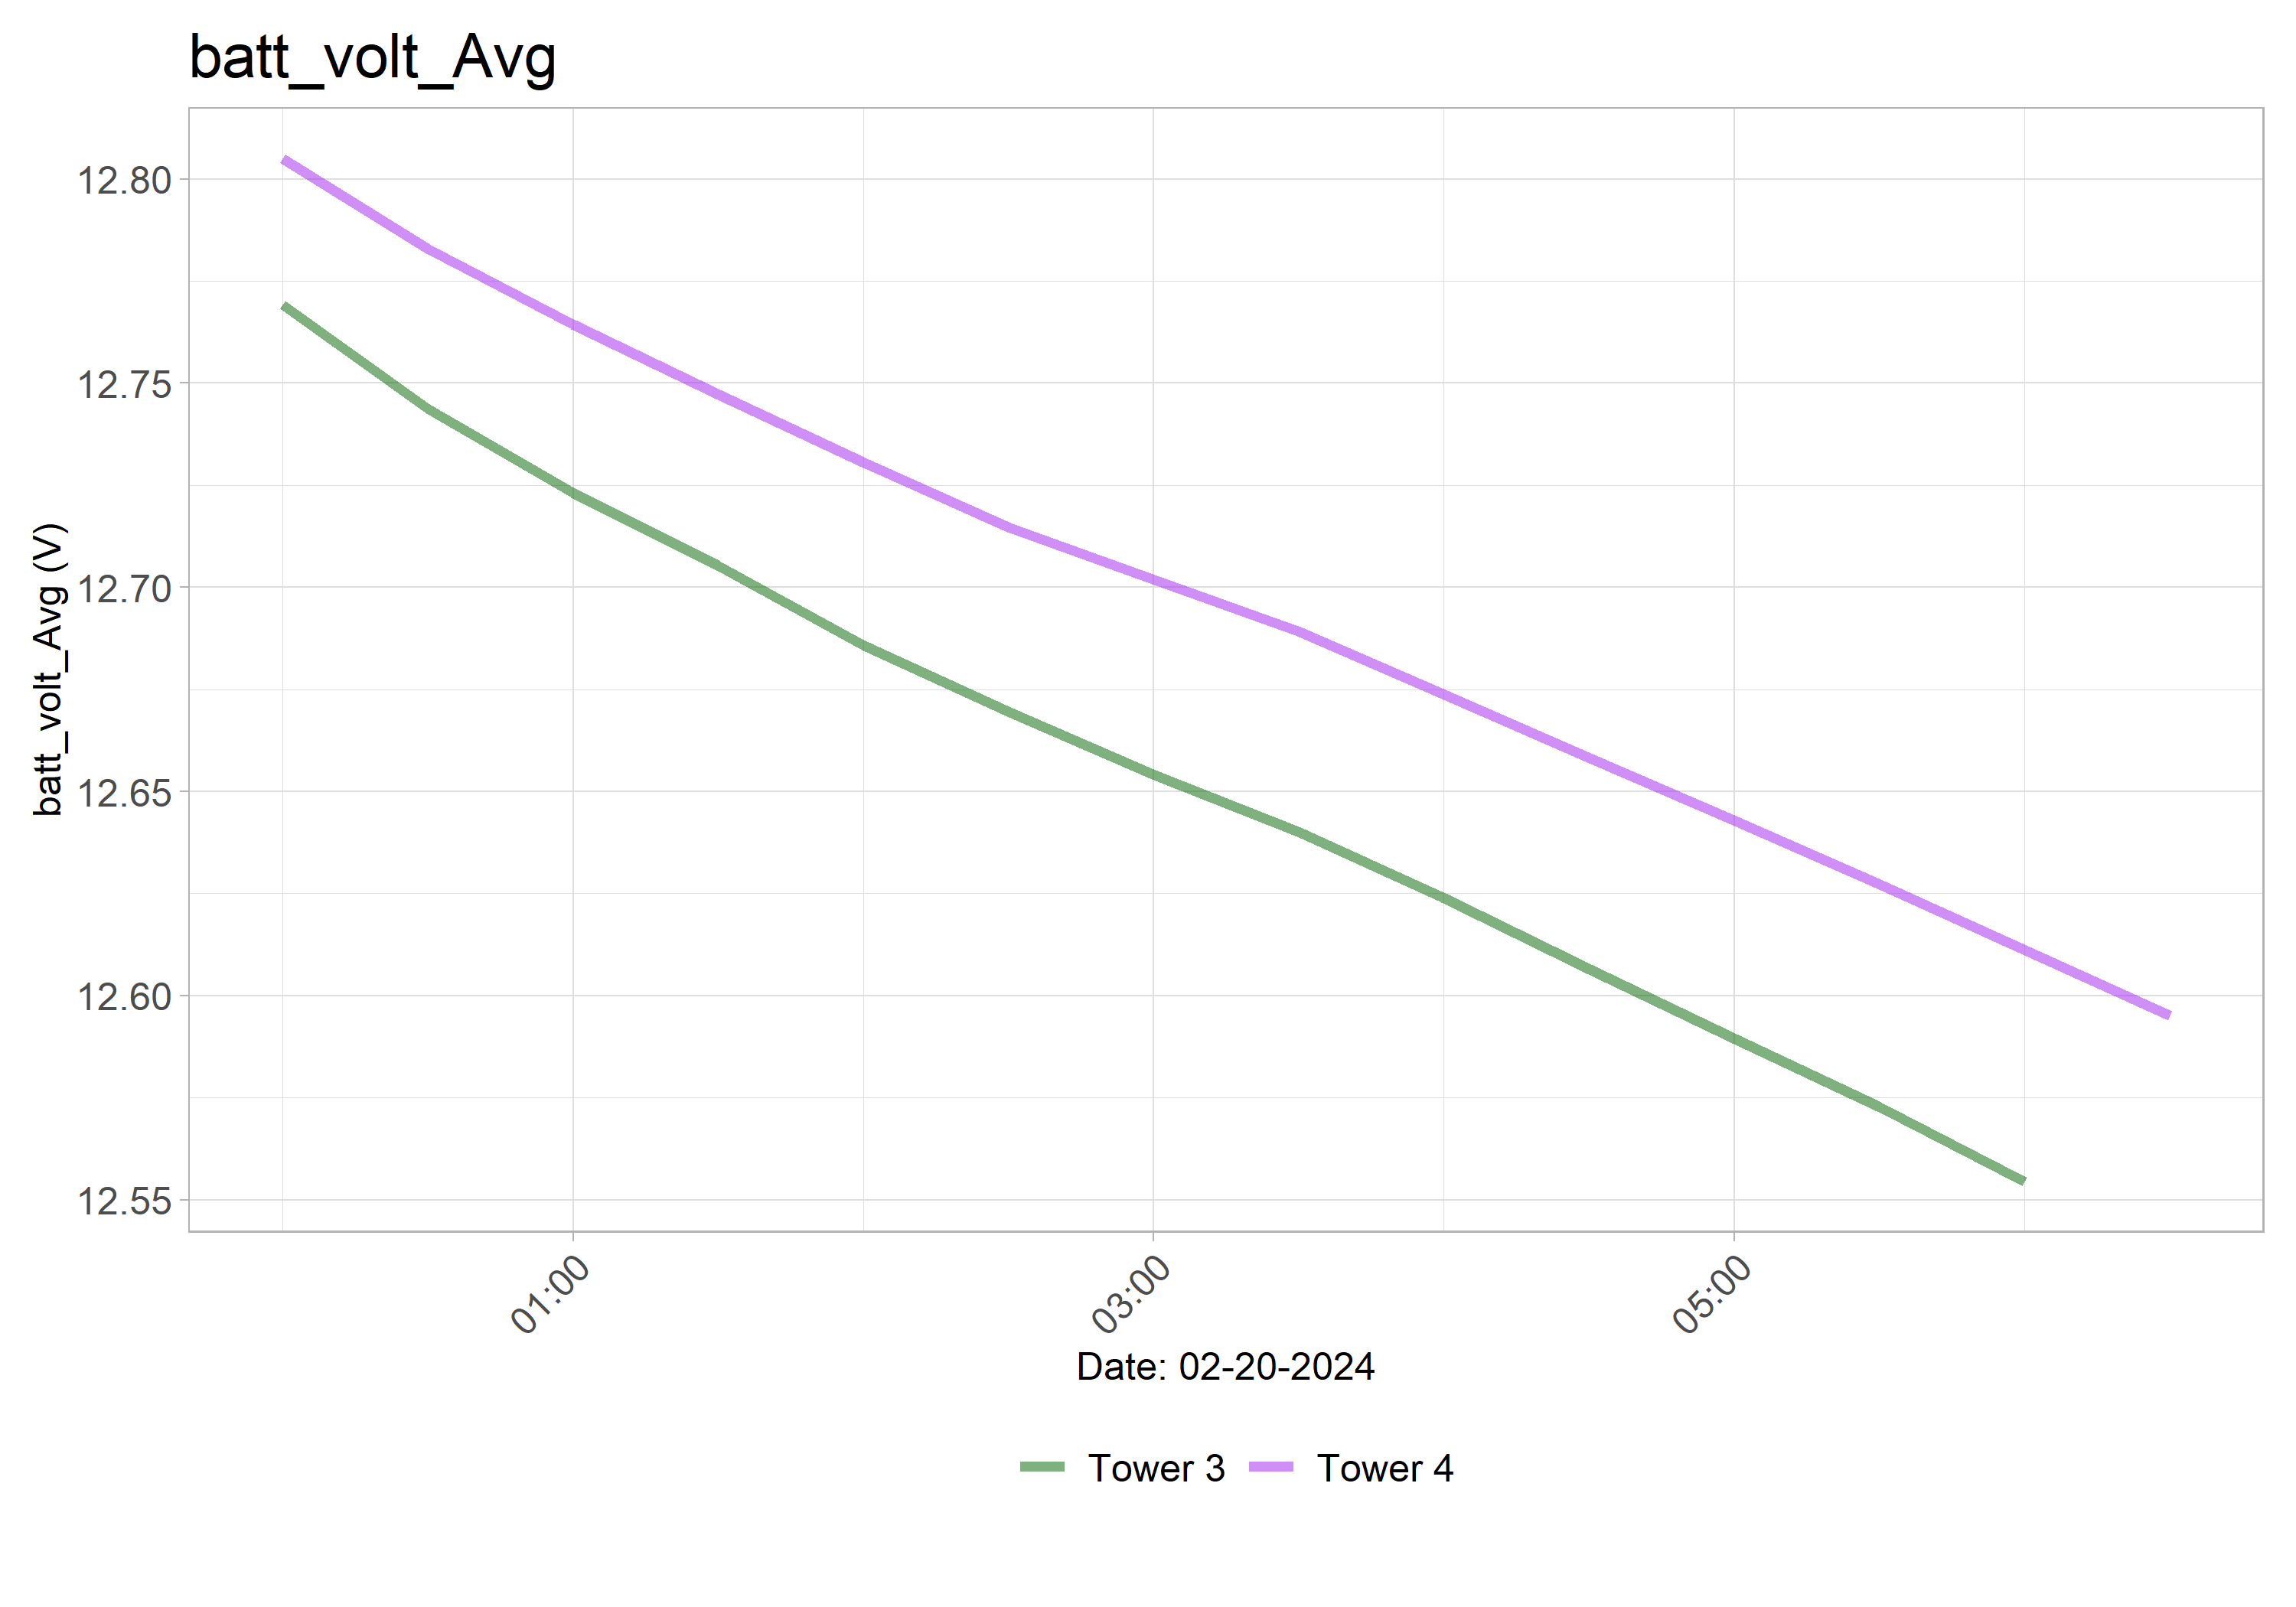 batt_volt_Avg
batt_volt_Avg (V)
12.80
12.75
12.70
12.65
12.60
12.55
01:00
03:00
05:00
Date: 02-20-2024
Tower 3
Tower 4